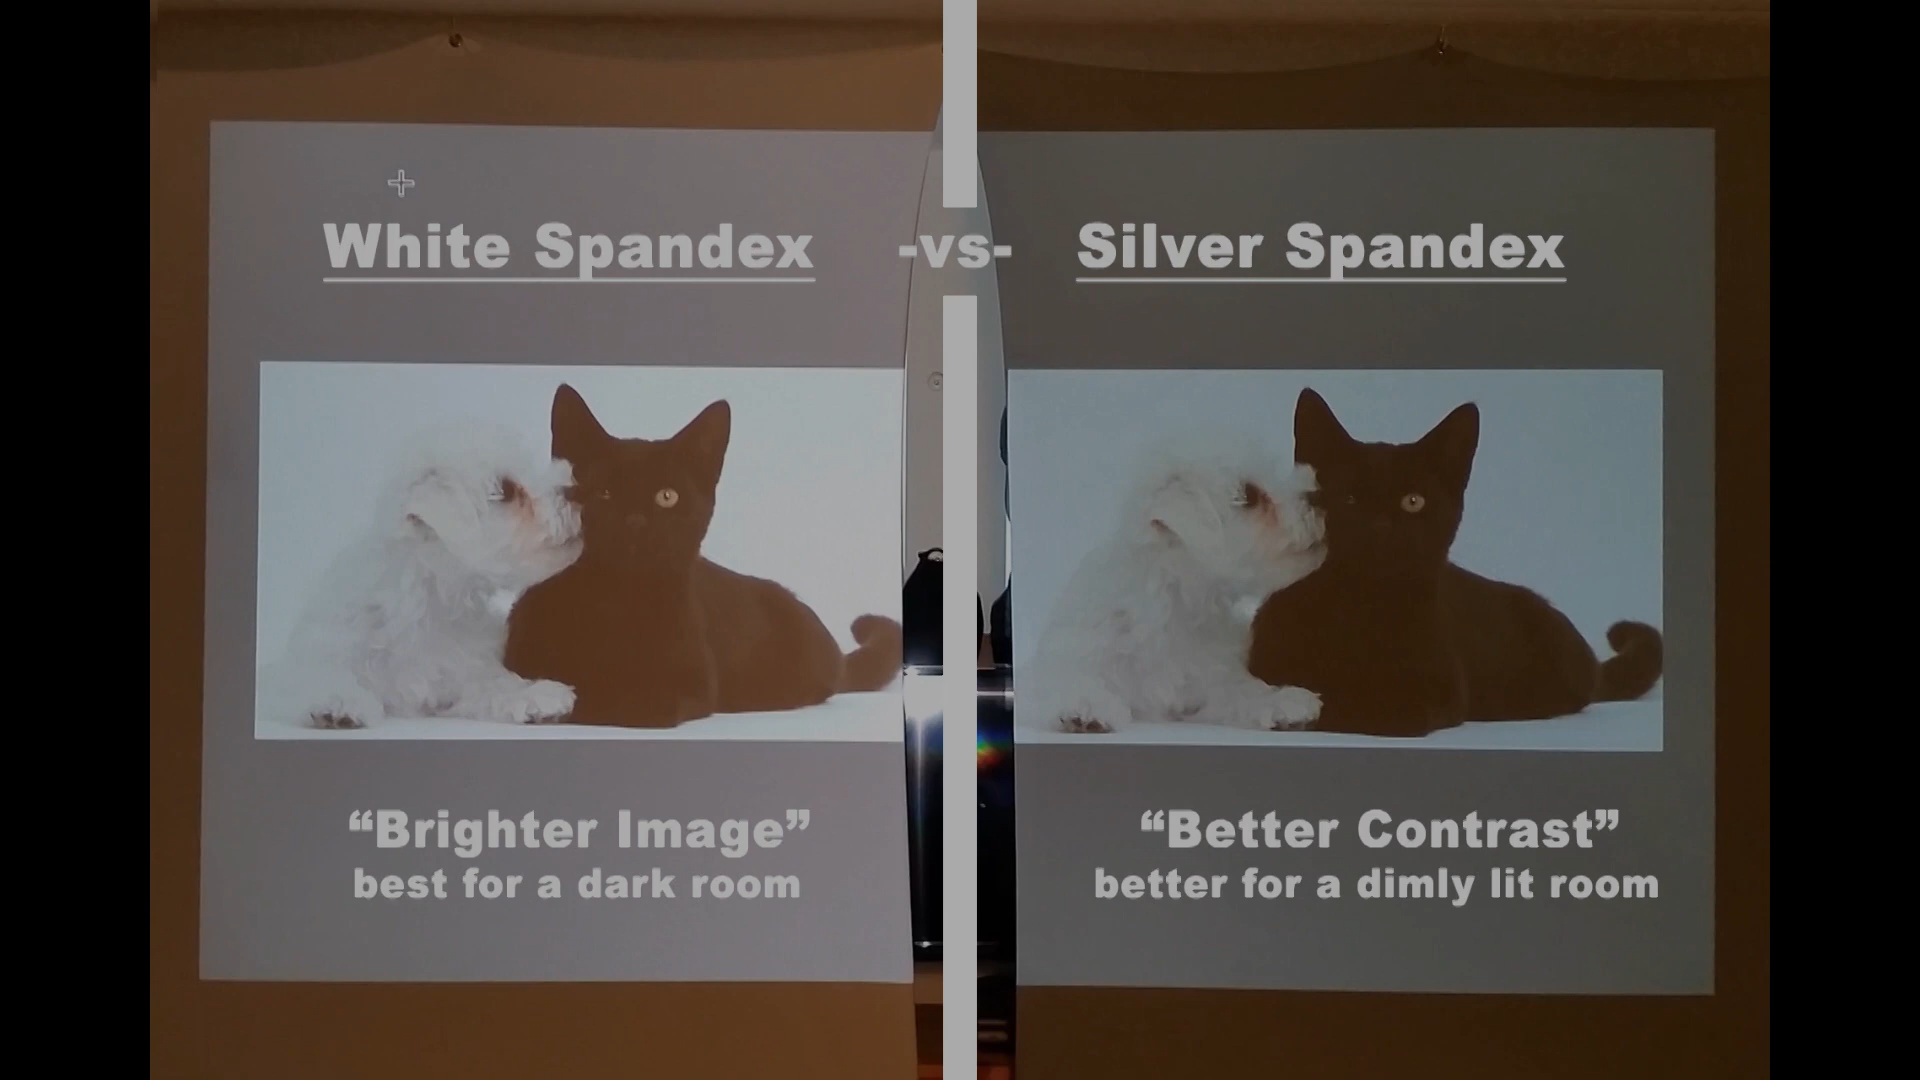 White Spandex -vs- Silver Spandex
“Brighter Image”
best for a dark room
“Better Contrast”
better for a dimly lit room